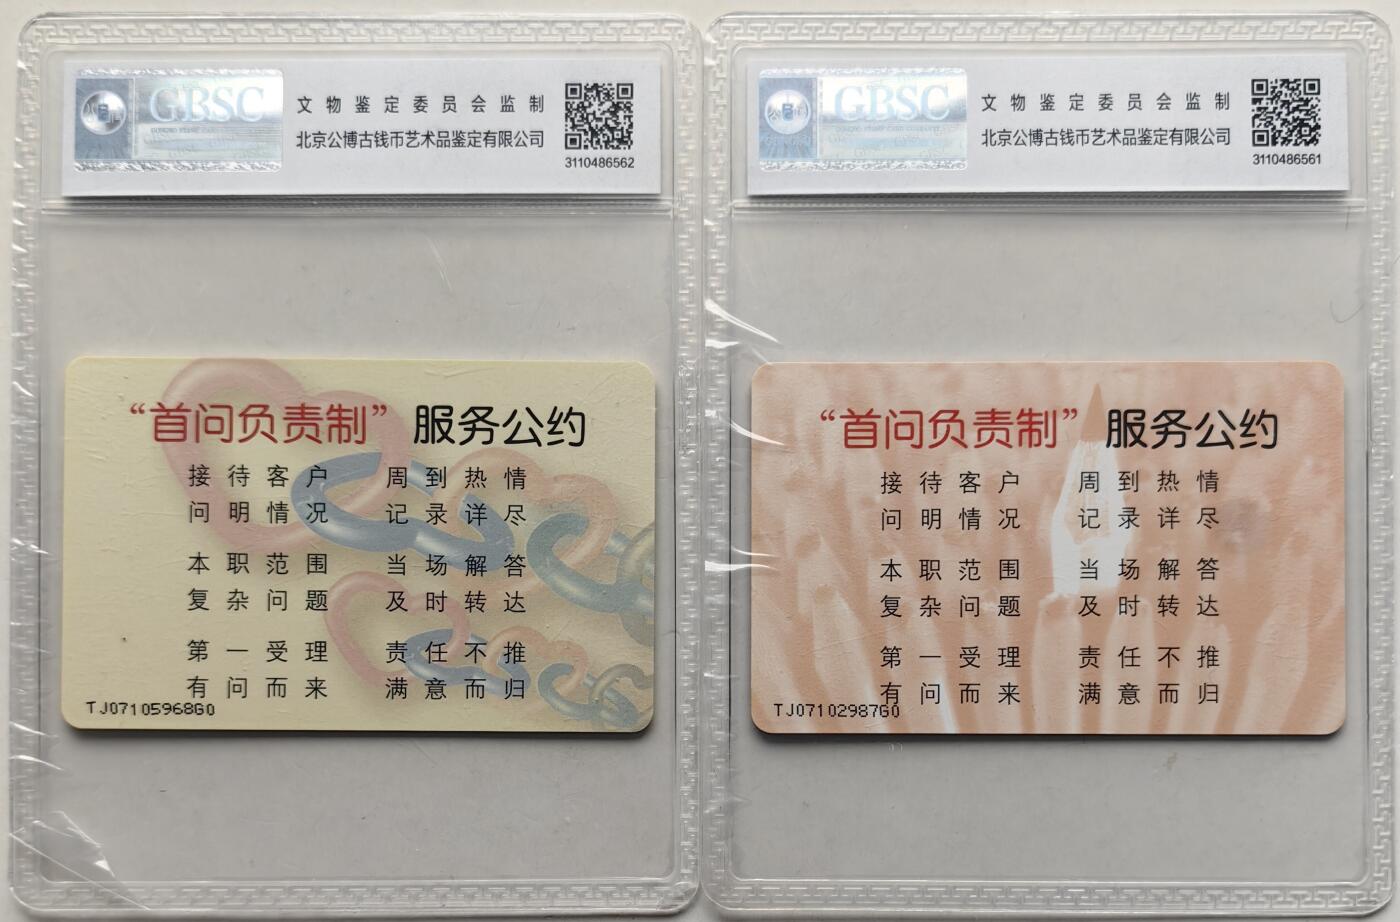 GBSC
文物鉴定委员会监制
北京公博古钱币艺术品鉴定有限公司
3110486562
“首问负责制” 服务公约
接待客户 周到热情
问明情况 记录详尽
本职范围 当场解答
复杂问题 及时转达
第一受理 责任不推
有问而来 满意而归
TJ07105968G0
GBSC
文物鉴定委员会监制
北京公博古钱币艺术品鉴定有限公司
3110486561
“首问负责制” 服务公约
接待客户 周到热情
问明情况 记录详尽
本职范围 当场解答
复杂问题 及时转达
第一受理 责任不推
有问而来 满意而归
TJ07102987G0